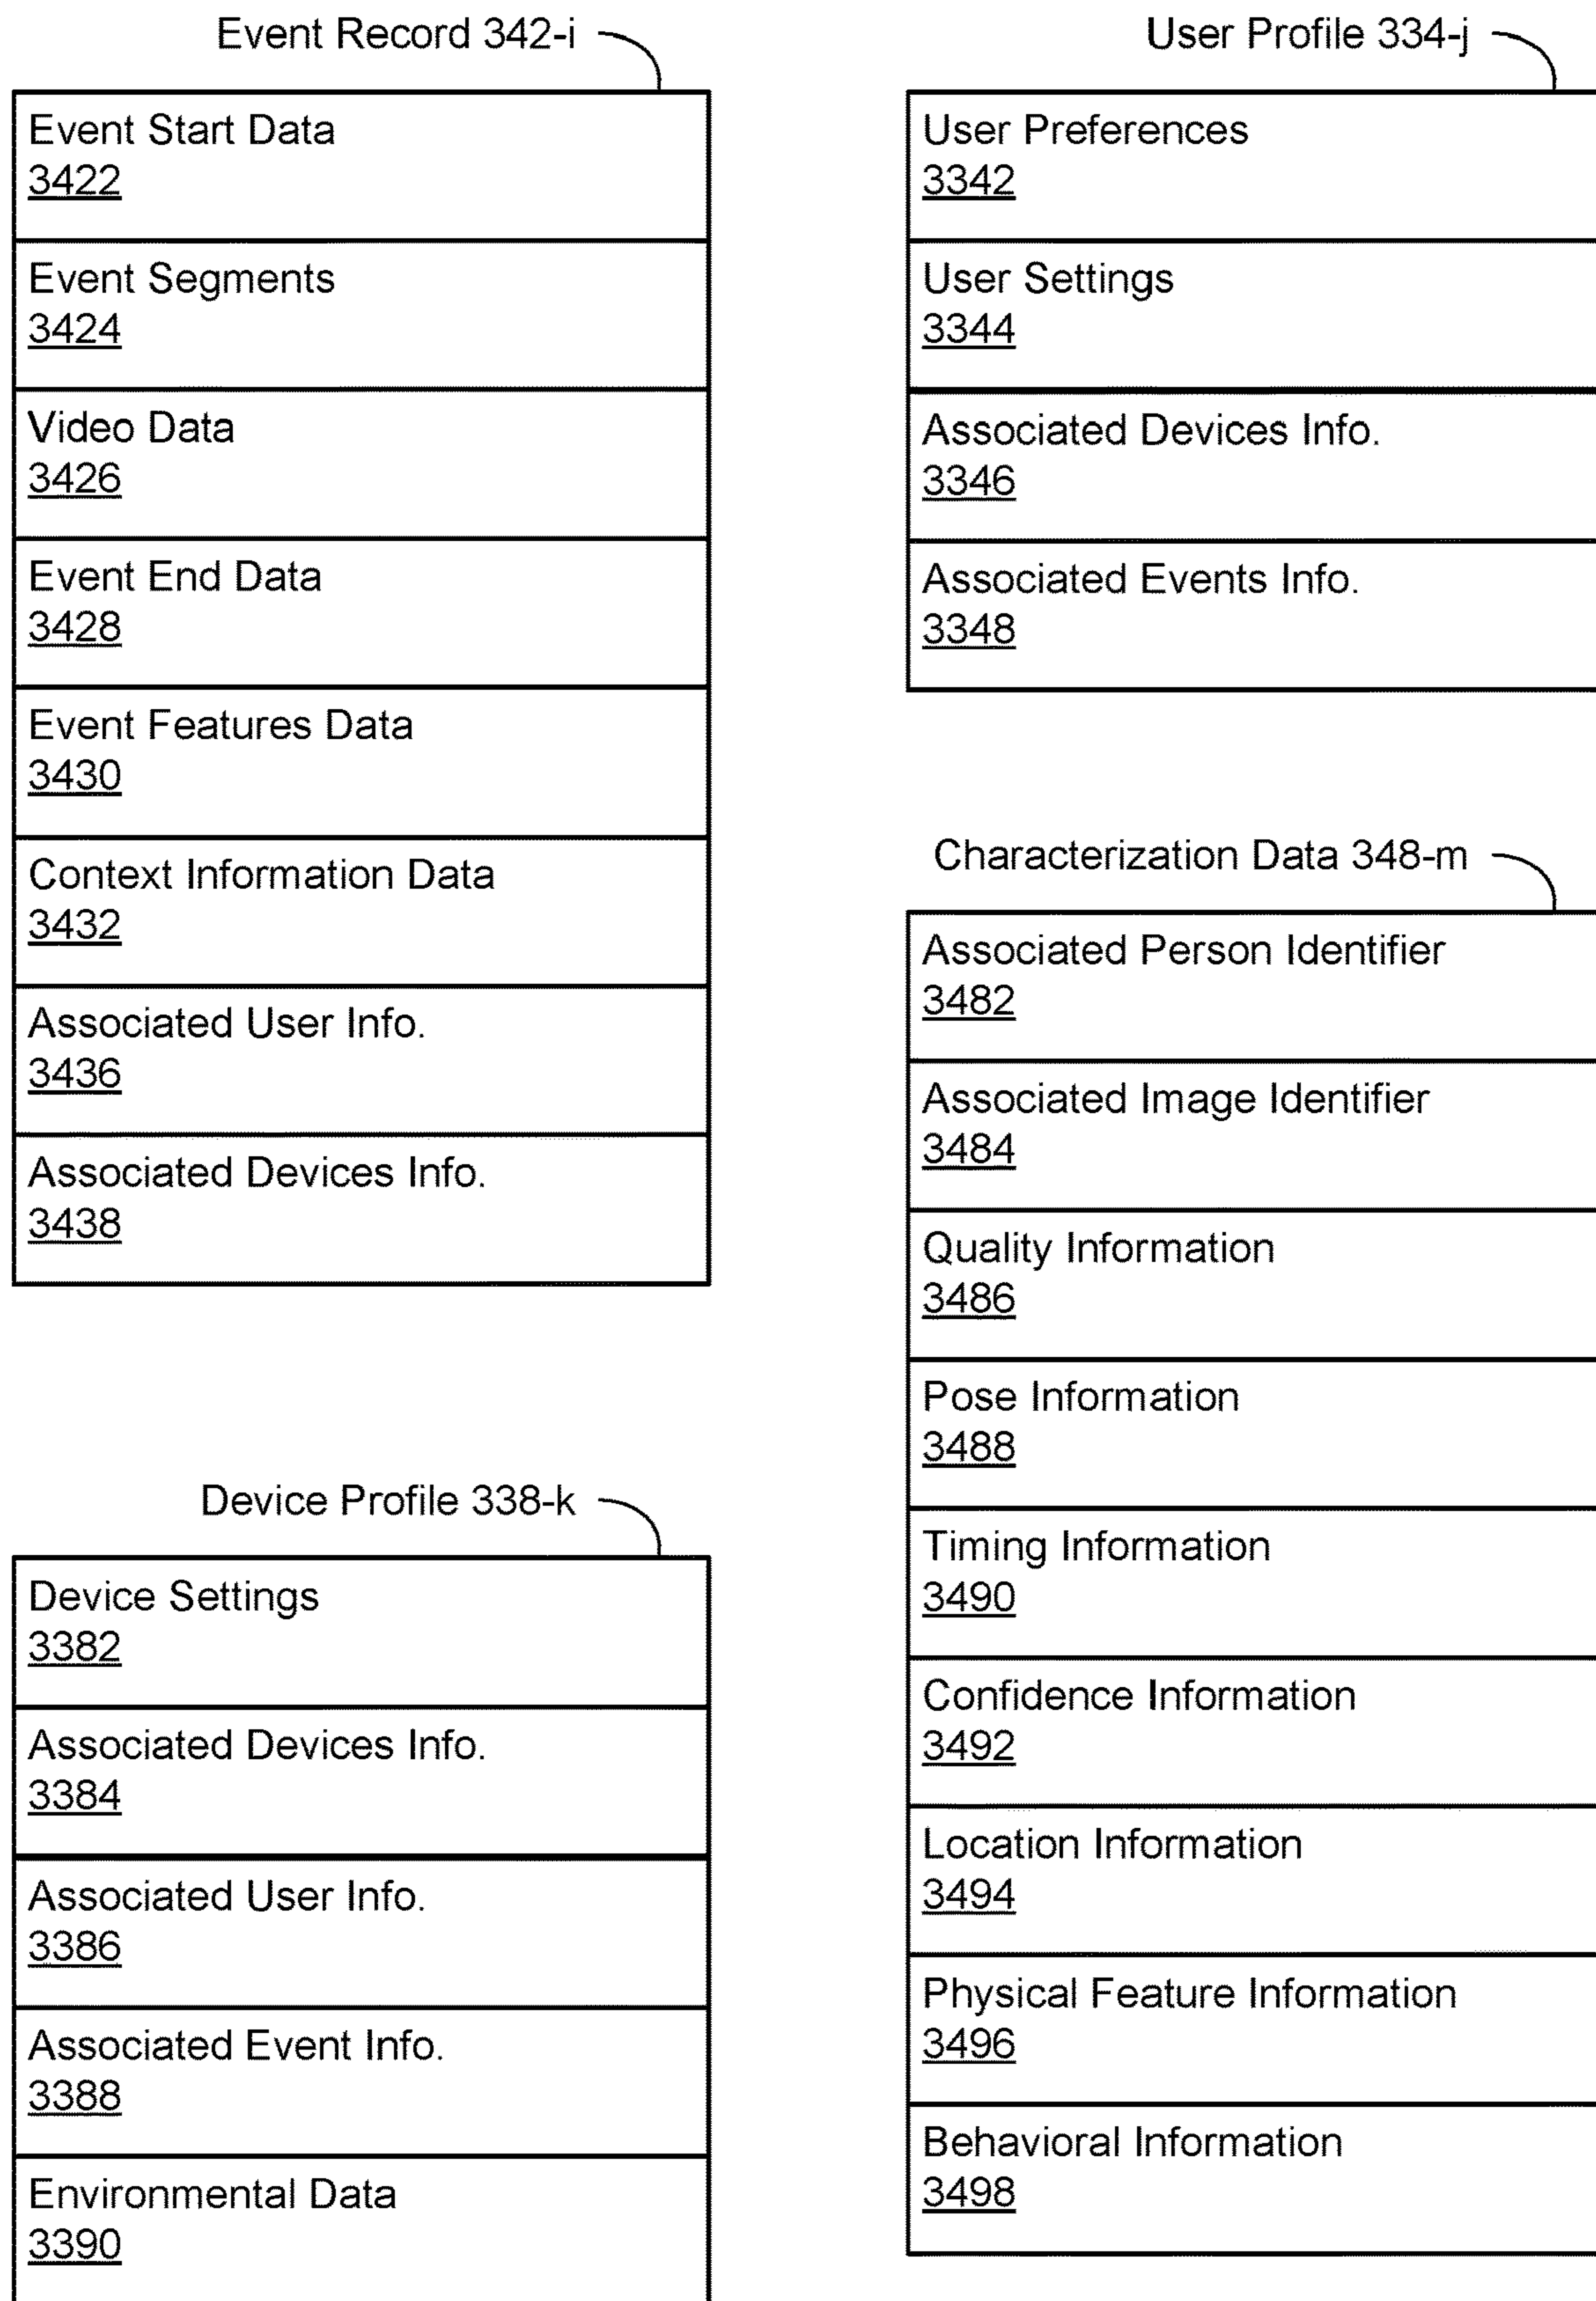 Event Record 342-i
Event Start Data
3422
Event Segments
3424
Video Data
3426
Event End Data
3428
Event Features Data
3430
Context Information Data
3432
Associated User Info.
3436
Associated Devices Info.
3438
Device Profile 338-k
Device Settings
3382
Associated Devices Info.
3384
Associated User Info.
3386
Associated Event Info.
3388
Environmental Data
3390
User Profile 334-j
User Preferences
3342
User Settings
3344
Associated Devices Info.
3346
Associated Events Info.
3348
Characterization Data 348-m
Associated Person Identifier
3482
Associated Image Identifier
3484
Quality Information
3486
Pose Information
3488
Timing Information
3490
Confidence Information
3492
Location Information
3494
Physical Feature Information
3496
Behavioral Information
3498